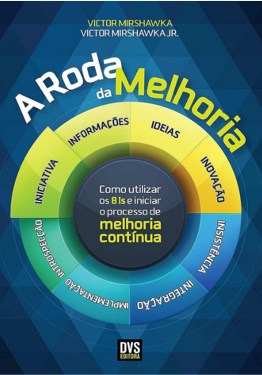 VICTOR MIRSHAWKA
VICTOR MIRSHAWKA JR.
A RODA
da
MELHORIA
INFORMAÇÕES
IDEIAS
INICIATIVA
INOVAÇÃO
Como utilizar
os 8 Is e iniciar
o processo de
melhoria
contínua
INSISTÊNCIA
INTROSPECÇÃO
IMPLEMENTAÇÃO
INTEGRAÇÃO
DVS
EDITORA